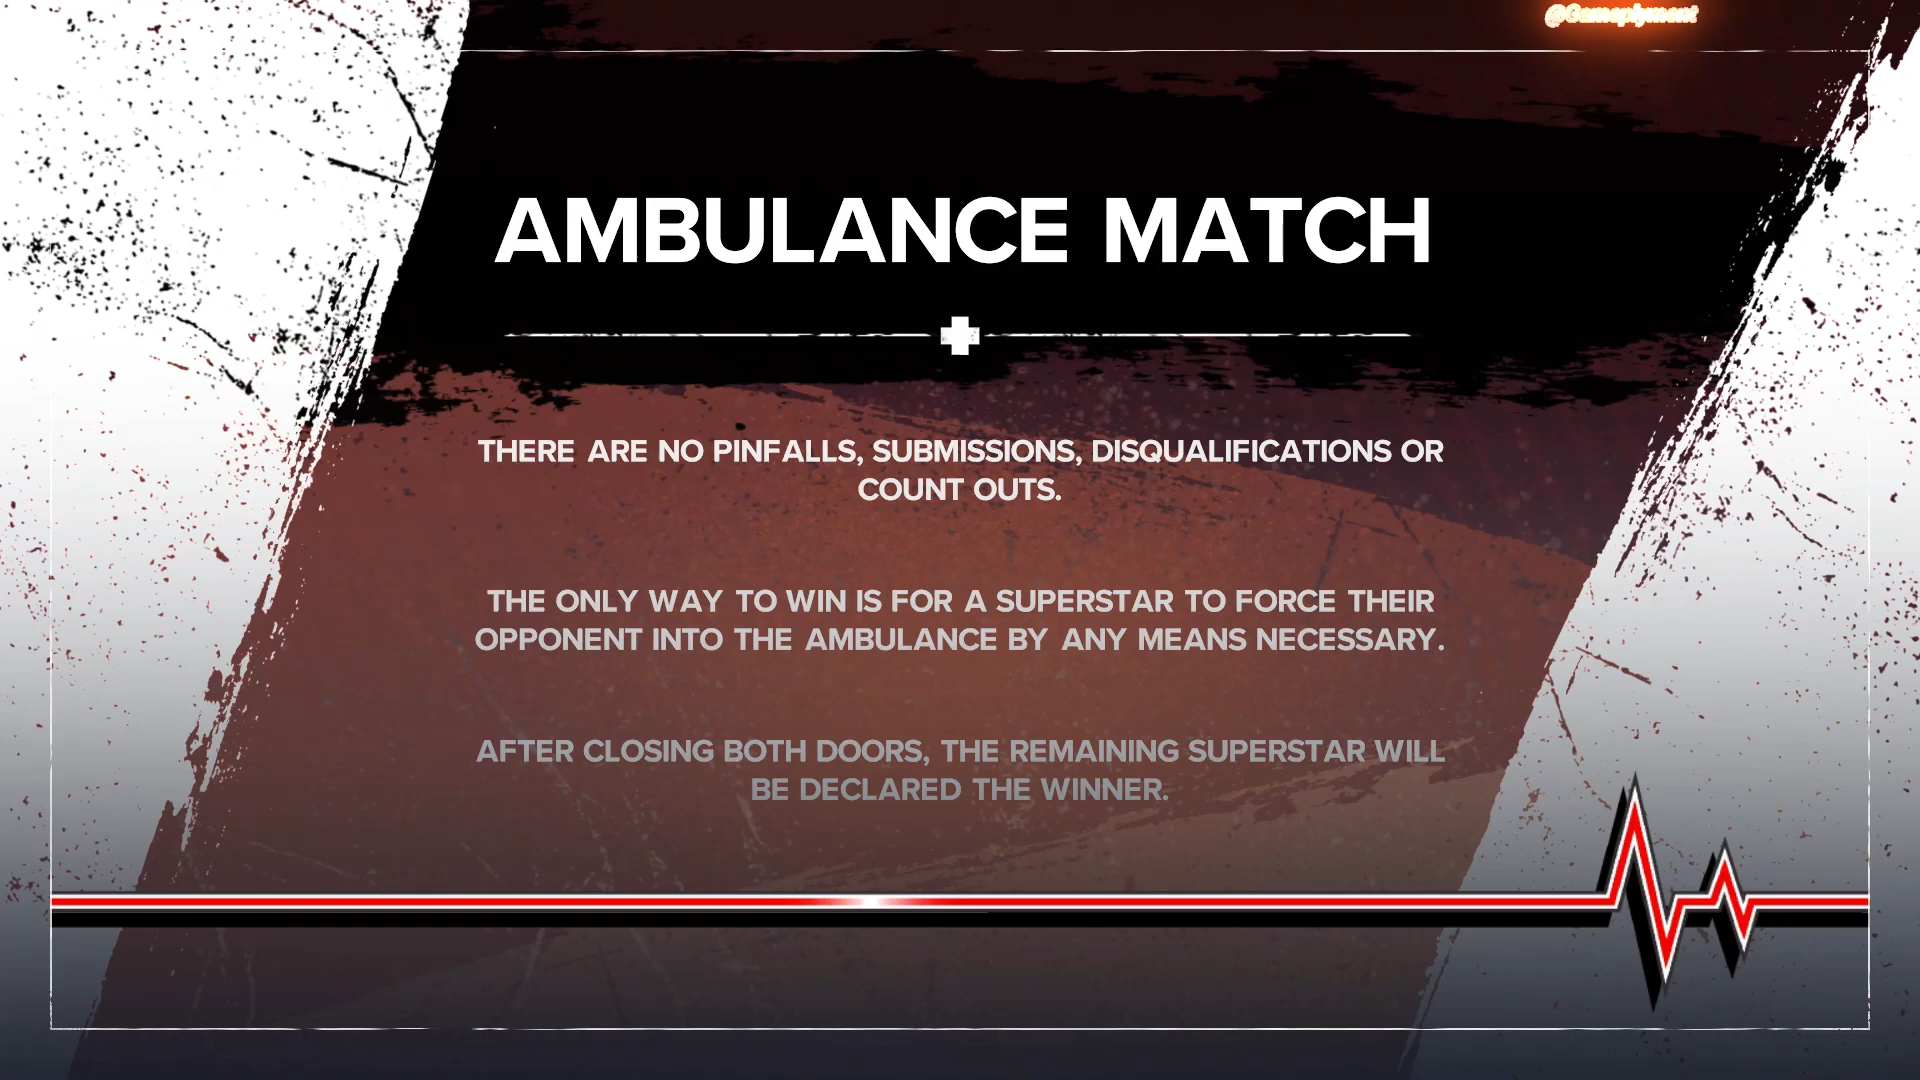 @Gameplyment
AMBULANCE MATCH
THERE ARE NO PINFALLS, SUBMISSIONS, DISQUALIFICATIONS OR
COUNT OUTS.
THE ONLY WAY TO WIN IS FOR A SUPERSTAR TO FORCE THEIR
OPPONENT INTO THE AMBULANCE BY ANY MEANS NECESSARY.
AFTER CLOSING BOTH DOORS, THE REMAINING SUPERSTAR WILL
BE DECLARED THE WINNER.